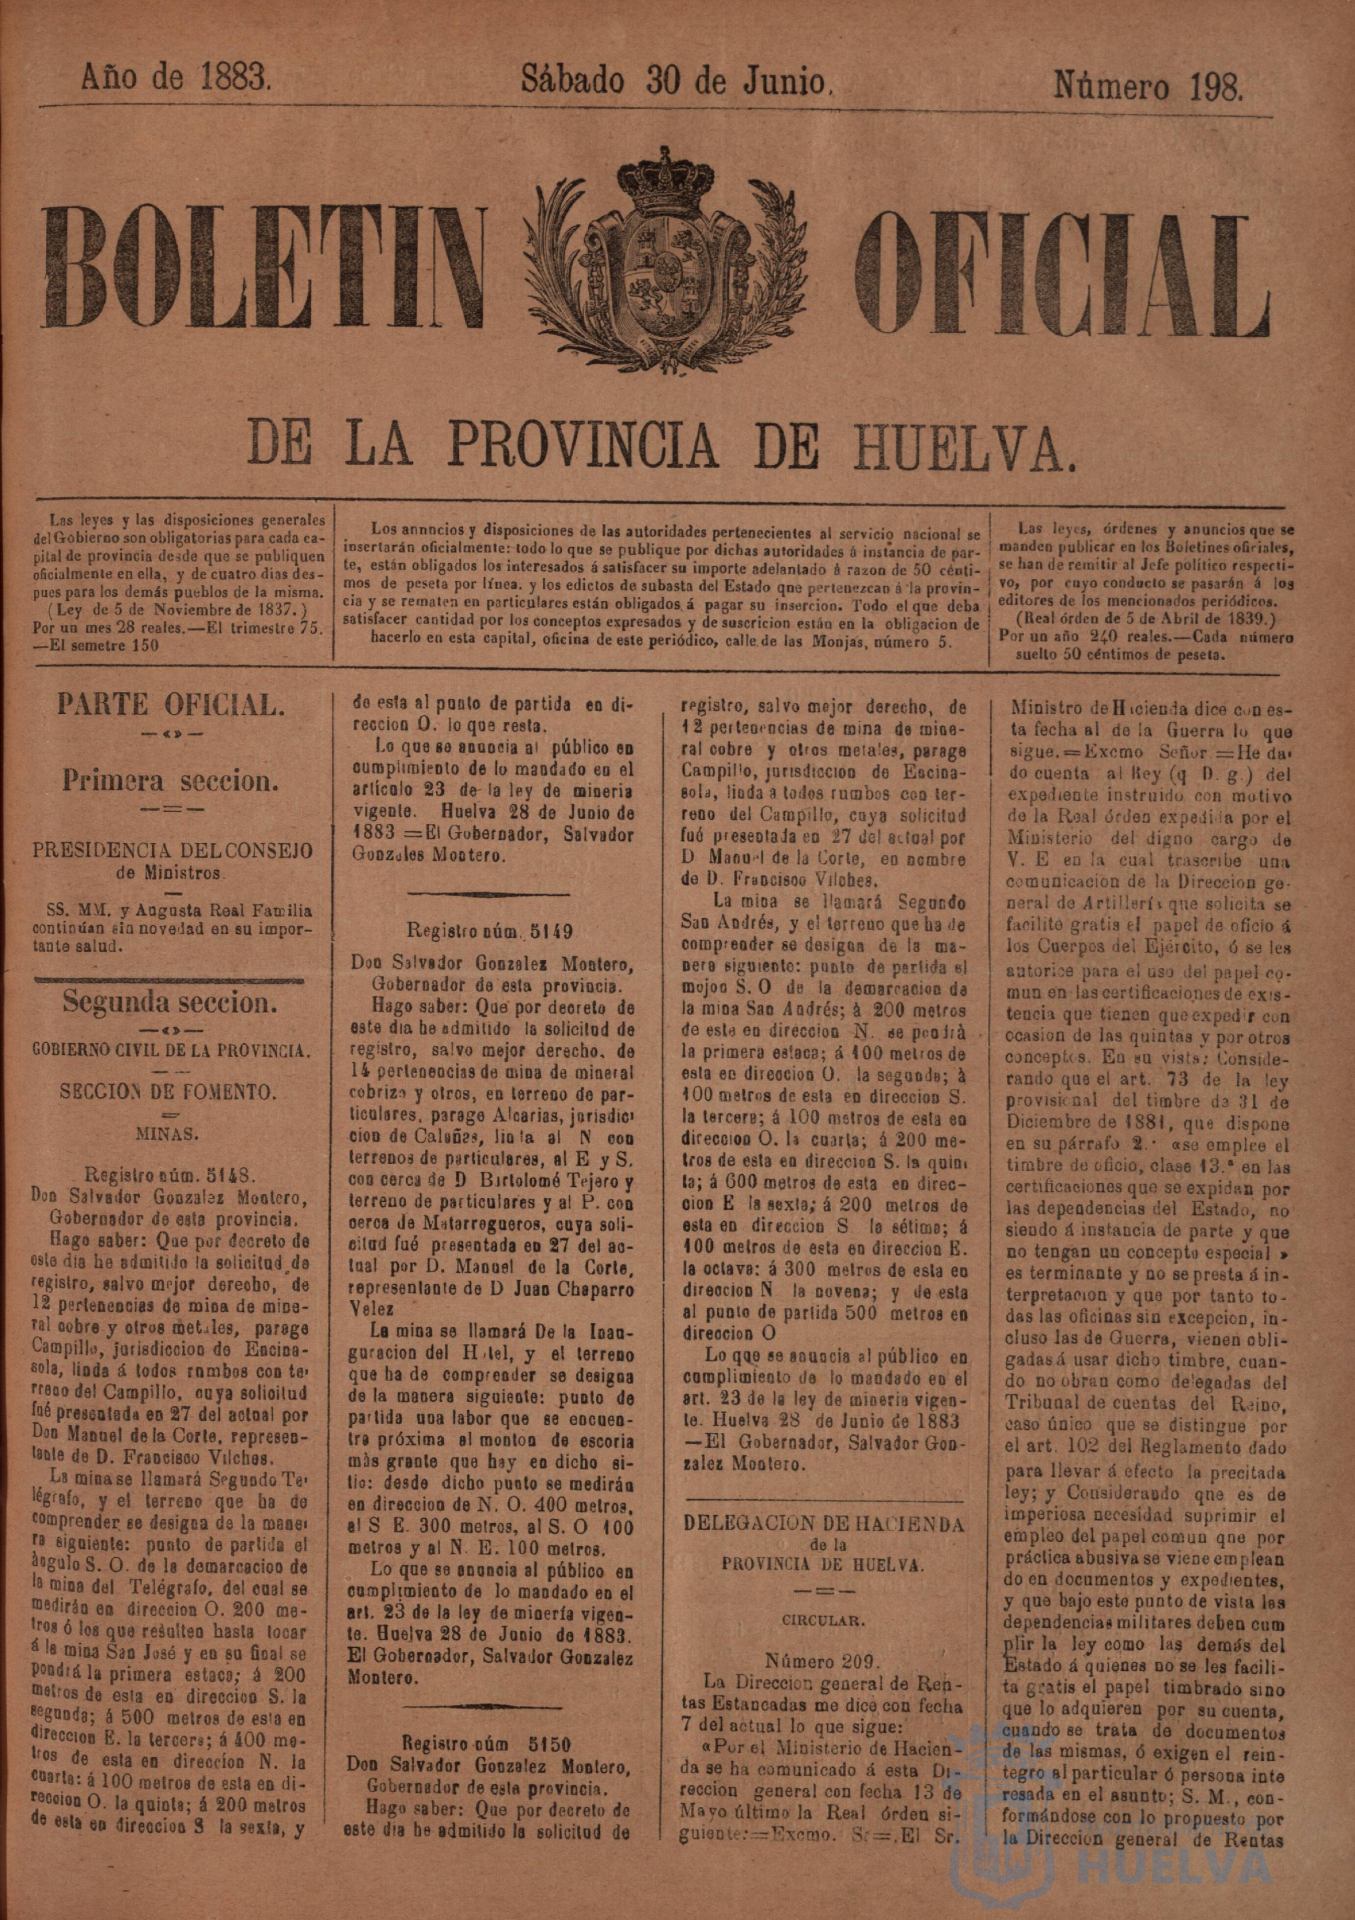 Año de 1883.
Sábado 30 de Junio.
Número 198.
BOLETIN OFICIAL
DE LA PROVINCIA DE HUELVA.
Las leyes y las disposiciones generales
del Gobierno son obligatorias para cada ca-
pital de provincia desde que se publiquen
oficialmente en ella, y de cuatro dias des-
pues para los demás pueblos de la misma.
(Ley de 5 de Noviembre de 1837.)
Por un mes 28 reales.—El trimestre 75.
—El semetre 150
Los annncios y disposiciones de las autoridades pertenecientes al servicio nacional se
insertarán oficialmente: todo lo que se publique por dichas autoridades á instancia de par-
te, están obligados los interesados á satisfacer su importe adelantado á razon de 50 cénti-
mos de peseta por línea. y los edictos de subasta del Estado qne pertenezcan á la provin-
cia y se rematen en particulares están obligados á pagar su insercion. Todo el que deba
satisfacer cantidad por los conceptos expresados y de suscricion están en la obligacion de
hacerlo en esta capital, oficina de este periódico, calle de las Monjas, número 5.
Las leyes, órdenes y anuncios que se
manden publicar en los Boletines oficiales,
se han de remitir al Jefe político respecti-
vo, por cuyo conducto se pasarán á los
editores de los mencionados periódicos.
(Real órden de 5 de Abril de 1839.)
Por un año 240 reales.—Cada número
suelto 50 céntimos de peseta.
PARTE OFICIAL.
Primera seccion.
PRESIDENCIA DEL CONSEJO
de Ministros.
SS. MM. y Augusta Real Familia
continúan sin novedad en su impor-
tante salud.
Segunda seccion.
GOBIERNO CIVIL DE LA PROVINCIA.
SECCION DE FOMENTO.
MINAS.
Registro núm. 5148.
Don Salvador Gonzalez Montero,
Gobernador de esta provincia.
Hago saber: Que por decreto de
este dia he admitido la solicitud de
registro, salvo mejor derecho, de
12 pertenencias de mina de mine-
ral cobre y otros metales, parage
Campillo, jurisdiccion de Encina-
sola, linda á todos rumbos con te-
rreno del Campillo, cuya solicitud
fué presentada en 27 del actual por
Don Manuel de la Corte, represen-
tante de D. Francisco Vilches.
La mina se llamará Segundo Te-
légrafo, y el terreno que ha de
comprender se designa de la mane-
ra siguiente: punto de partida el
àngulo S. O. de la demarcacion de
la mina del Telégrafo, del cual se
medirán en direccion O. 200 me-
tros ó los que resulten hasta tocar
á la mina San José y en su final se
pondrá la primera estaca; á 200
metros de esta en direccion S. la
segunda; á 500 metros de esta en
direccion E. la tercera; á 400 me-
tros de esta en direccion N. la
cuarta: á 100 metros de esta en di-
reccion O. la quinta; á 200 metros
de esta en direccion S la sexta, y
de esta al punto de partida en di-
reccion O. lo que resta.
Lo que se anuncia al público en
cumplimiento de lo mandado en el
articulo 23 de la ley de mineria
vigente. Huelva 28 de Junio de
1883 =El Gobernador, Salvador
Gonzales Montero.
Registro núm. 5149
Don Salvador Gonzalez Montero,
Gobernador de esta provincia.
Hago saber: Que por decreto de
este dia he admitido la solicitud de
registro, salvo mejor derecho, de
14 pertenencias de mina de mineral
cobrizo y otros, en terreno de par-
ticulares, parage Alcarias, jurisdic-
cion de Calañas, linta al N con
terrenos de particulares, al E y S.
con cerca de D Bartolomé Tejero y
terreno de particulares y al P. con
cerca de Matarregueros, cuya soli-
citud fué presentada en 27 del ac-
tual por D. Manuel de la Corte,
representante de D Juan Chaparro
Velez
La mina se llamará De la Inau-
guracion del Hotel, y el terreno
que ha de comprender se designa
de la manera siguiente: punto de
partida una labor que se encuen-
tra próxima al monton de escoria
màs grante que hay en dicho si-
tio: desde dicho punto se medirán
en direccion de N. O. 400 metros,
al S E. 300 metros, al S. O 100
metros y al N. E. 100 metros.
Lo que se anuncia al público en
cumplimiento de lo mandado en el
art. 23 de la ley de minería vigen-
te. Huelva 28 de Junio de 1883.
El Gobernador, Salvador Gonzalez
Montero.
Registro núm 5150
Don Salvador Gonzalez Montero,
Gobernador de esta provincia.
Hago saber: Que por decreto de
este dia he admitido la solicitud de
registro, salvo mejor derecho, de
12 pertenencias de mina de mine-
ral cobre y otros metales, parage
Campillo, jurisdiccion de Encina-
sola, linda á todos rumbos con ter-
reno del Campillo, cuya solicitud
fué presentada en 27 del actual por
D Manuel de la Corte, en nombre
de D. Francisco Vilches.
La mina se llamará Segundo
San Andrés, y el terreno que ha de
comprender se designa de la ma-
nera siguiente: punto de partida el
mojon S. O de la demarcacion de
la mina San Andrés; à 200 metros
de este en direccion N. se pondrà
la primera estaca; á 100 metros de
esta en direccion O. la segunda; à
100 metros de esta en direccion S.
la tercera; á 100 metros de esta en
direccion O. la cuarta; á 200 me-
tros de esta en direccion S. la quin-
ta; á 600 metros de esta en direc-
cion E la sexta; á 200 metros de
esta en direccion S la sétima; á
100 metros de esta en direccion E.
la octava: á 300 metros de esta en
direccion N la novena; y de esta
al punto de partida 500 metros en
direccion O
Lo que se anuncia al público en
cumplimiento de lo mandado en el
art. 23 de la ley de mineria vigen-
te. Huelva 28 de Junio de 1883
—El Gobernador, Salvador Gon-
zalez Montero.
DELEGACION DE HACIENDA
de la
PROVINCIA DE HUELVA.
CIRCULAR.
Número 209.
La Direccion general de Ren-
tas Estancadas me dice con fecha
7 del actual lo que sigue:
«Por el Ministerio de Hacien-
da se ha comunicado á esta Di-
reccion general con fecha 13 de
Mayo último la Real órden si-
guiente:=Excmo. Sr=.El Sr.
Ministro de Hacienda dice con es-
ta fecha al de la Guerra lo que
sigue.=Excmo Señor.=He da-
do cuenta al Rey (q D. g.) del
expediente instruido con motivo
de la Real órden expedida por el
Ministerio del digno cargo de
V. E en la cual trascribe una
comunicacion de la Direccion ge-
neral de Artillería que solicita se
facilite gratis el papel de oficio á
los Cuerpos del Ejército, ó se les
autorice para el uso del papel co-
mun en las certificaciones de exis-
tencia que tienen que expedir con
ocasion de las quintas y por otros
conceptos. En su vista: Conside-
rando que el art. 73 de la ley
provisional del timbre de 31 de
Diciembre de 1881, que dispone
en su párrafo 2.º «se emplee el
timbre de oficio, clase 13.ª en las
certificaciones que se expidan por
las dependencias del Estado, no
siendo á instancia de parte y que
no tengan un concepto especial »
es terminante y no se presta á in-
terpretacion y que por tanto to-
das las oficinas sin excepcion, in-
cluso las de Guerra, vienen obli-
gadas á usar dicho timbre, cuan-
do no obran como delegadas del
Tribunal de cuentas del Reino,
caso único que se distingue por
el art. 102 del Reglamento dado
para llevar á efecto la precitada
ley; y Considerando que es de
imperiosa necesidad suprimir el
empleo del papel comun que por
práctica abusiva se viene emplean
do en documentos y expedientes,
y que bajo este punto de vista las
dependencias militares deben cum
plir la ley como las demás del
Estado á quienes no se les facili-
ta gratis el papel timbrado sino
que lo adquieren por su cuenta,
cuando se trata de documentos
de las mismas, ó exigen el rein-
tegro al particular ó persona inte
resada en el asunto; S. M., con-
formándose con lo propuesto por
la Direccion general de Rentas
HUELVA